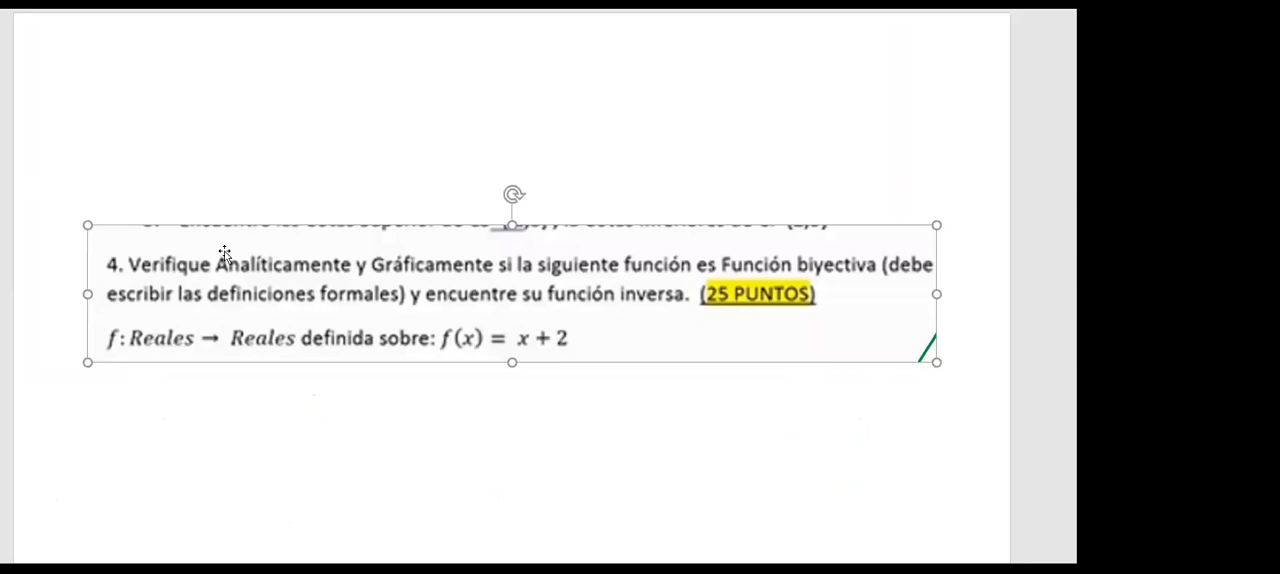 4. Verifique Analíticamente y Gráficamente si la siguiente función es Función biyectiva (debe
escribir las definiciones formales) y encuentre su función inversa. (25 PUNTOS)
f: Reales → Reales definida sobre: f(x) = x + 2